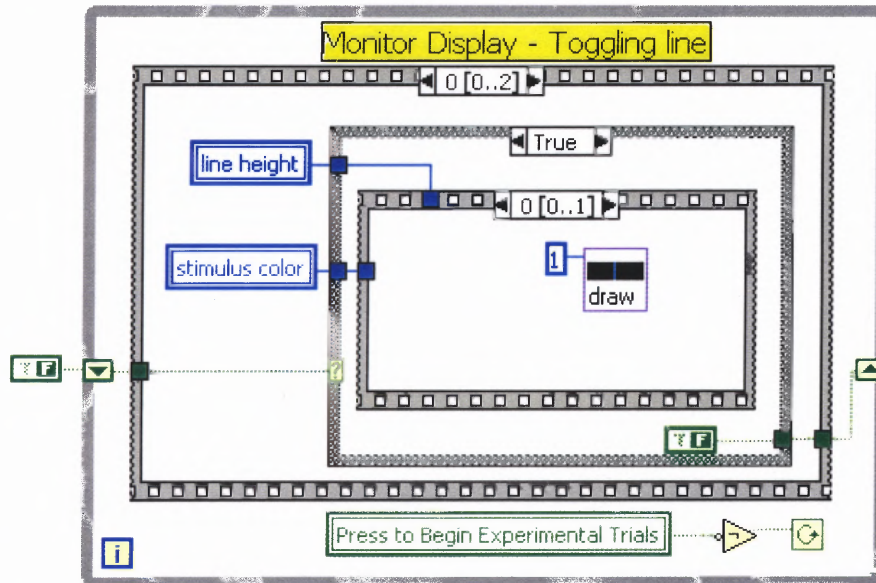 Monitor Display - Toggling line
0 [0..2]
True
line height
0 [0..1]
stimulus color
1
draw
T F
?
T F
Press to Begin Experimental Trials
i